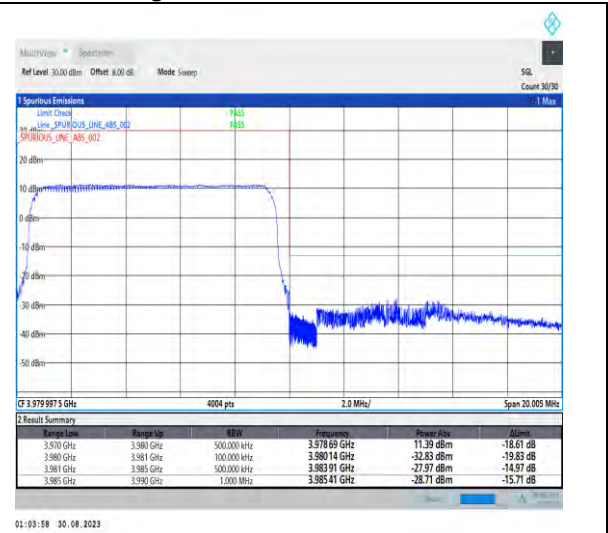 MultiView Spectrum
Ref Level 30.00 dBm Offset 8.00 dB Mode Sweep SGL
Count 30/30
1 Spurious Emissions 1 Max
Limit Check PASS
Line _SPURIOUS_LINE_ABS_002 PASS
SPURIOUS_LINE_ABS_002
20 dBm
10 dBm
0 dBm
-10 dBm
-20 dBm
-30 dBm
-40 dBm
-50 dBm
CF 3.979 997 5 GHz 4004 pts 2.0 MHz/ Span 20.005 MHz
2 Result Summary
Range Low Range Up RBW Frequency Power Abs ΔLimit
3.970 GHz 3.980 GHz 500.000 kHz 3.978 69 GHz 11.39 dBm -18.61 dB
3.980 GHz 3.981 GHz 100.000 kHz 3.980 14 GHz -32.83 dBm -19.83 dB
3.981 GHz 3.985 GHz 500.000 kHz 3.983 91 GHz -27.97 dBm -14.97 dB
3.985 GHz 3.990 GHz 1.000 MHz 3.985 41 GHz -28.71 dBm -15.71 dB
01:03:58 30.08.2023